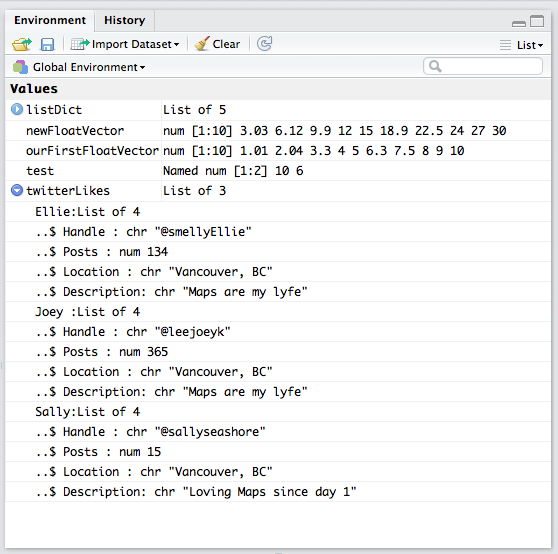 Environment History
Import Dataset Clear List
Global Environment
Values
listDict List of 5
newFloatVector num [1:10] 3.03 6.12 9.9 12 15 18.9 22.5 24 27 30
ourFirstFloatVector num [1:10] 1.01 2.04 3.3 4 5 6.3 7.5 8 9 10
test Named num [1:2] 10 6
twitterLikes List of 3
Ellie:List of 4
..$ Handle : chr "@smellyEllie"
..$ Posts : num 134
..$ Location : chr "Vancouver, BC"
..$ Description: chr "Maps are my lyfe"
Joey :List of 4
..$ Handle : chr "@leejoeyk"
..$ Posts : num 365
..$ Location : chr "Vancouver, BC"
..$ Description: chr "Maps are my lyfe"
Sally:List of 4
..$ Handle : chr "@sallyseashore"
..$ Posts : num 15
..$ Location : chr "Vancouver, BC"
..$ Description: chr "Loving Maps since day 1"